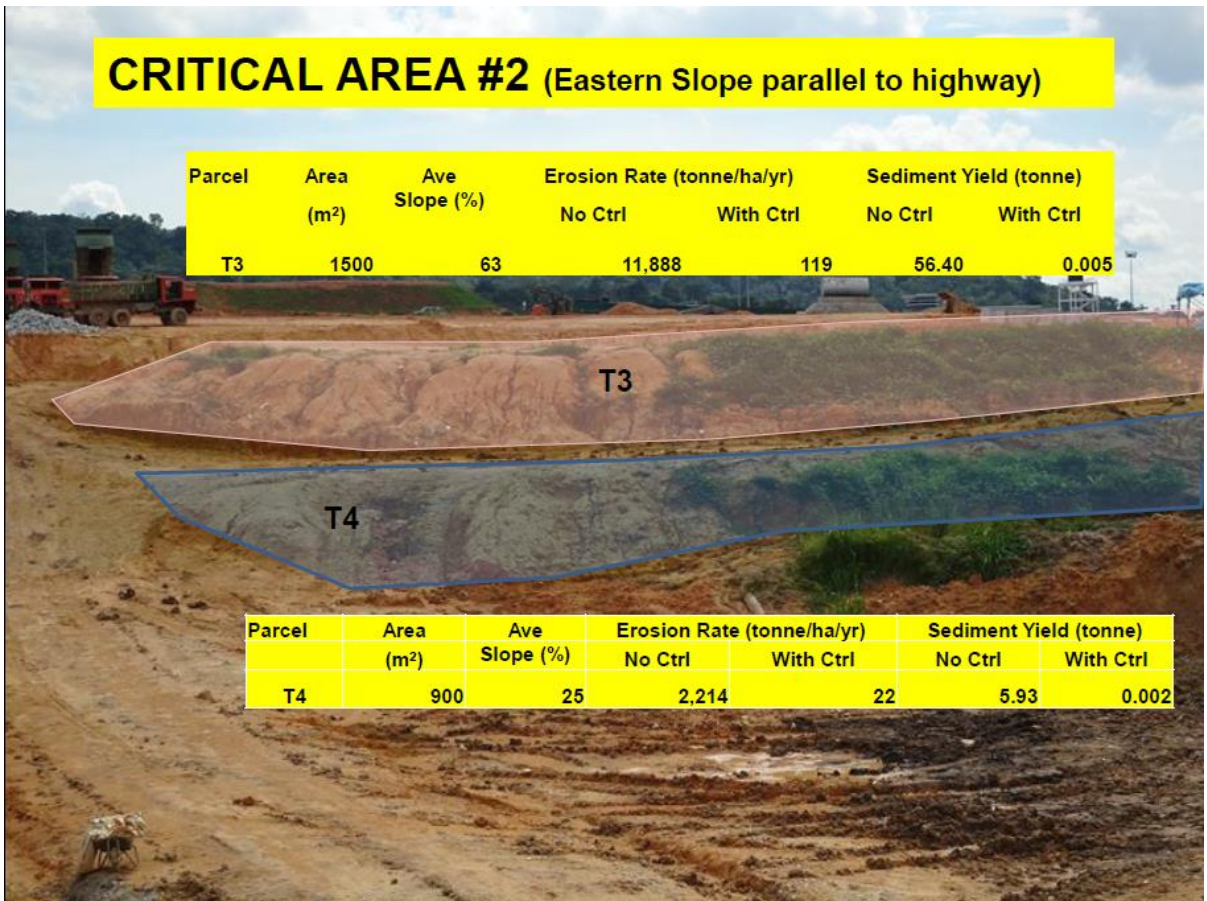 CRITICAL AREA #2 (Eastern Slope parallel to highway)
Parcel Area Ave Erosion Rate (tonne/ha/yr) Sediment Yield (tonne)
(m²) Slope (%) No Ctrl With Ctrl No Ctrl With Ctrl
T3 1500 63 11,888 119 56.40 0.005
T3
T4
Parcel Area Ave Erosion Rate (tonne/ha/yr) Sediment Yield (tonne)
(m²) Slope (%) No Ctrl With Ctrl No Ctrl With Ctrl
T4 900 25 2,214 22 5.93 0.002